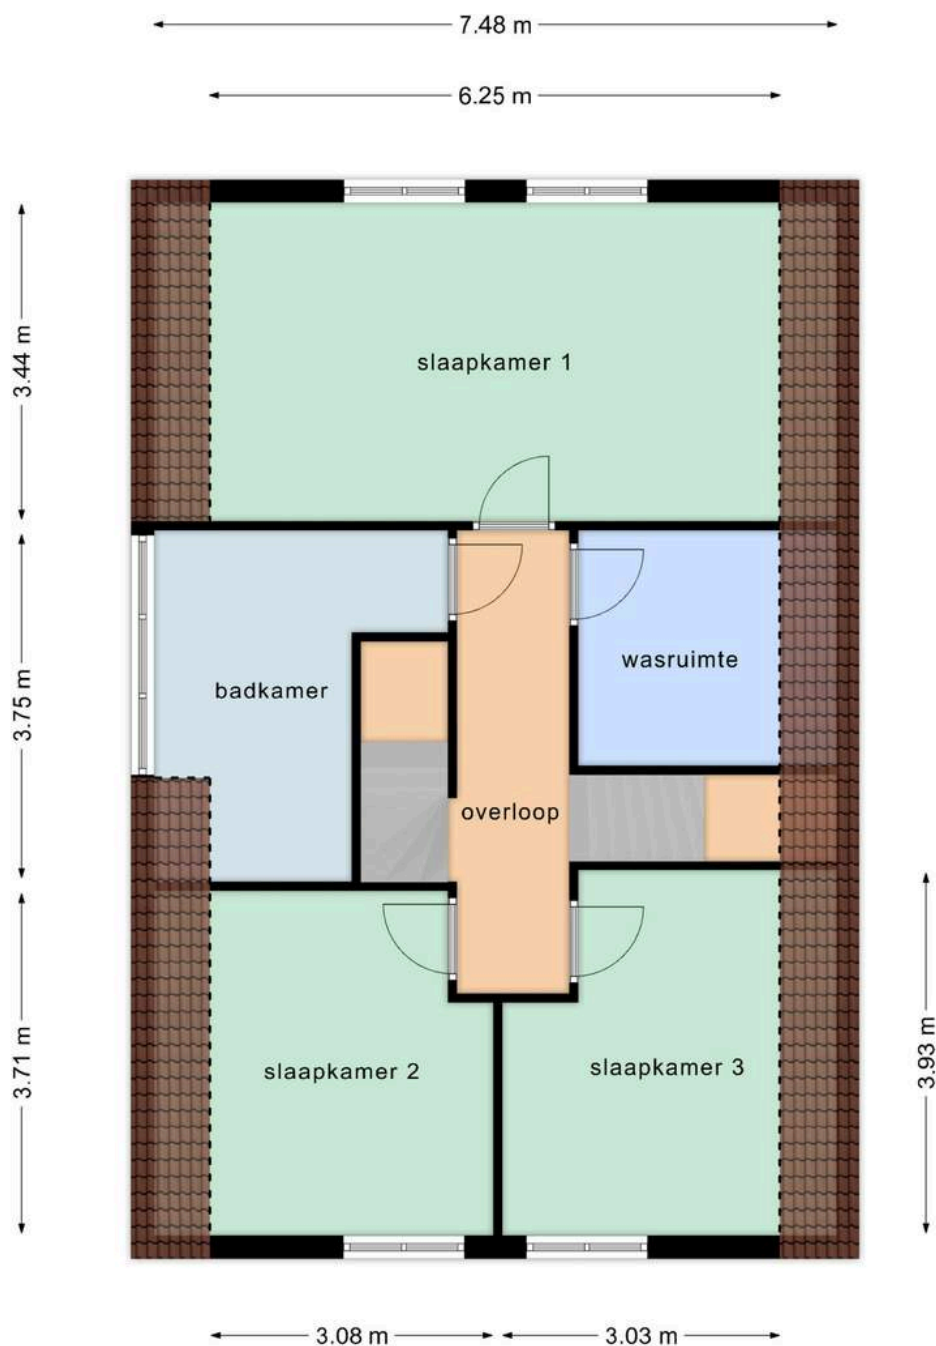 7.48 m
6.25 m
3.44 m
slaapkamer 1
wasruimte
badkamer
3.75 m
overloop
slaapkamer 2
slaapkamer 3
3.71 m
3.93 m
3.08 m
3.03 m